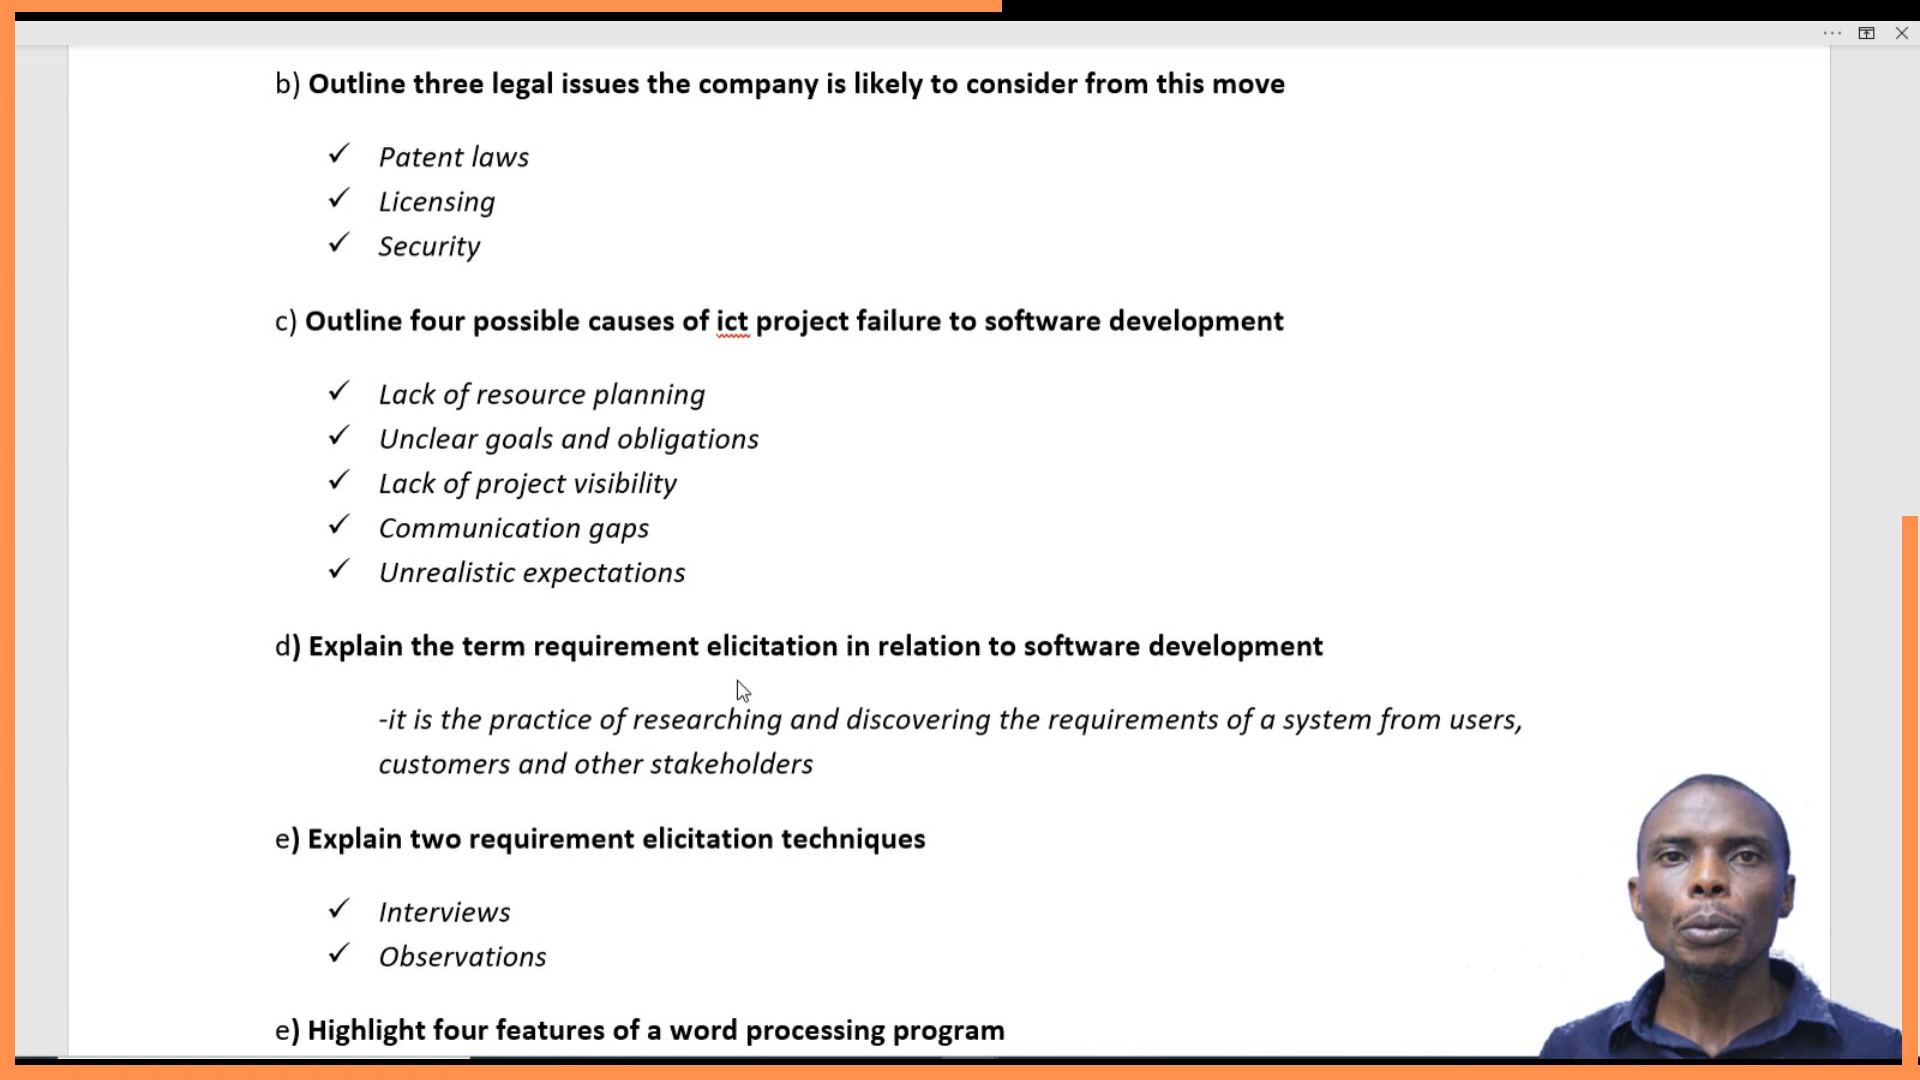 b) Outline three legal issues the company is likely to consider from this move
✓ Patent laws
✓ Licensing
✓ Security
c) Outline four possible causes of ict project failure to software development
✓ Lack of resource planning
✓ Unclear goals and obligations
✓ Lack of project visibility
✓ Communication gaps
✓ Unrealistic expectations
d) Explain the term requirement elicitation in relation to software development
-it is the practice of researching and discovering the requirements of a system from users,
customers and other stakeholders
e) Explain two requirement elicitation techniques
✓ Interviews
✓ Observations
e) Highlight four features of a word processing program